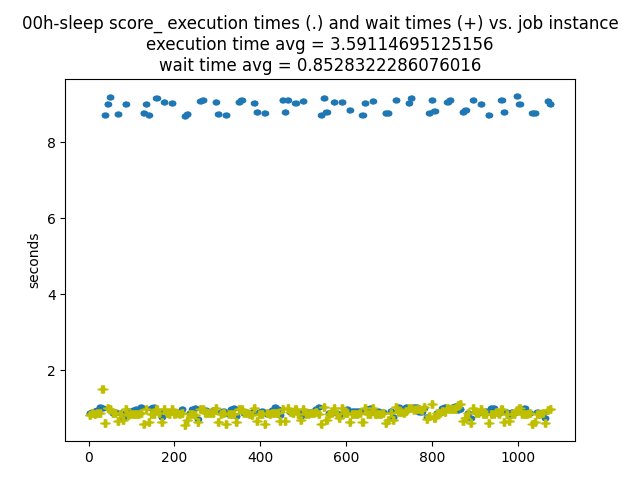 00h-sleep score_ execution times (.) and wait times (+) vs. job instance
execution time avg = 3.59114695125156
wait time avg = 0.8528322286076016
8
6
4
2
seconds
0 200 400 600 800 1000